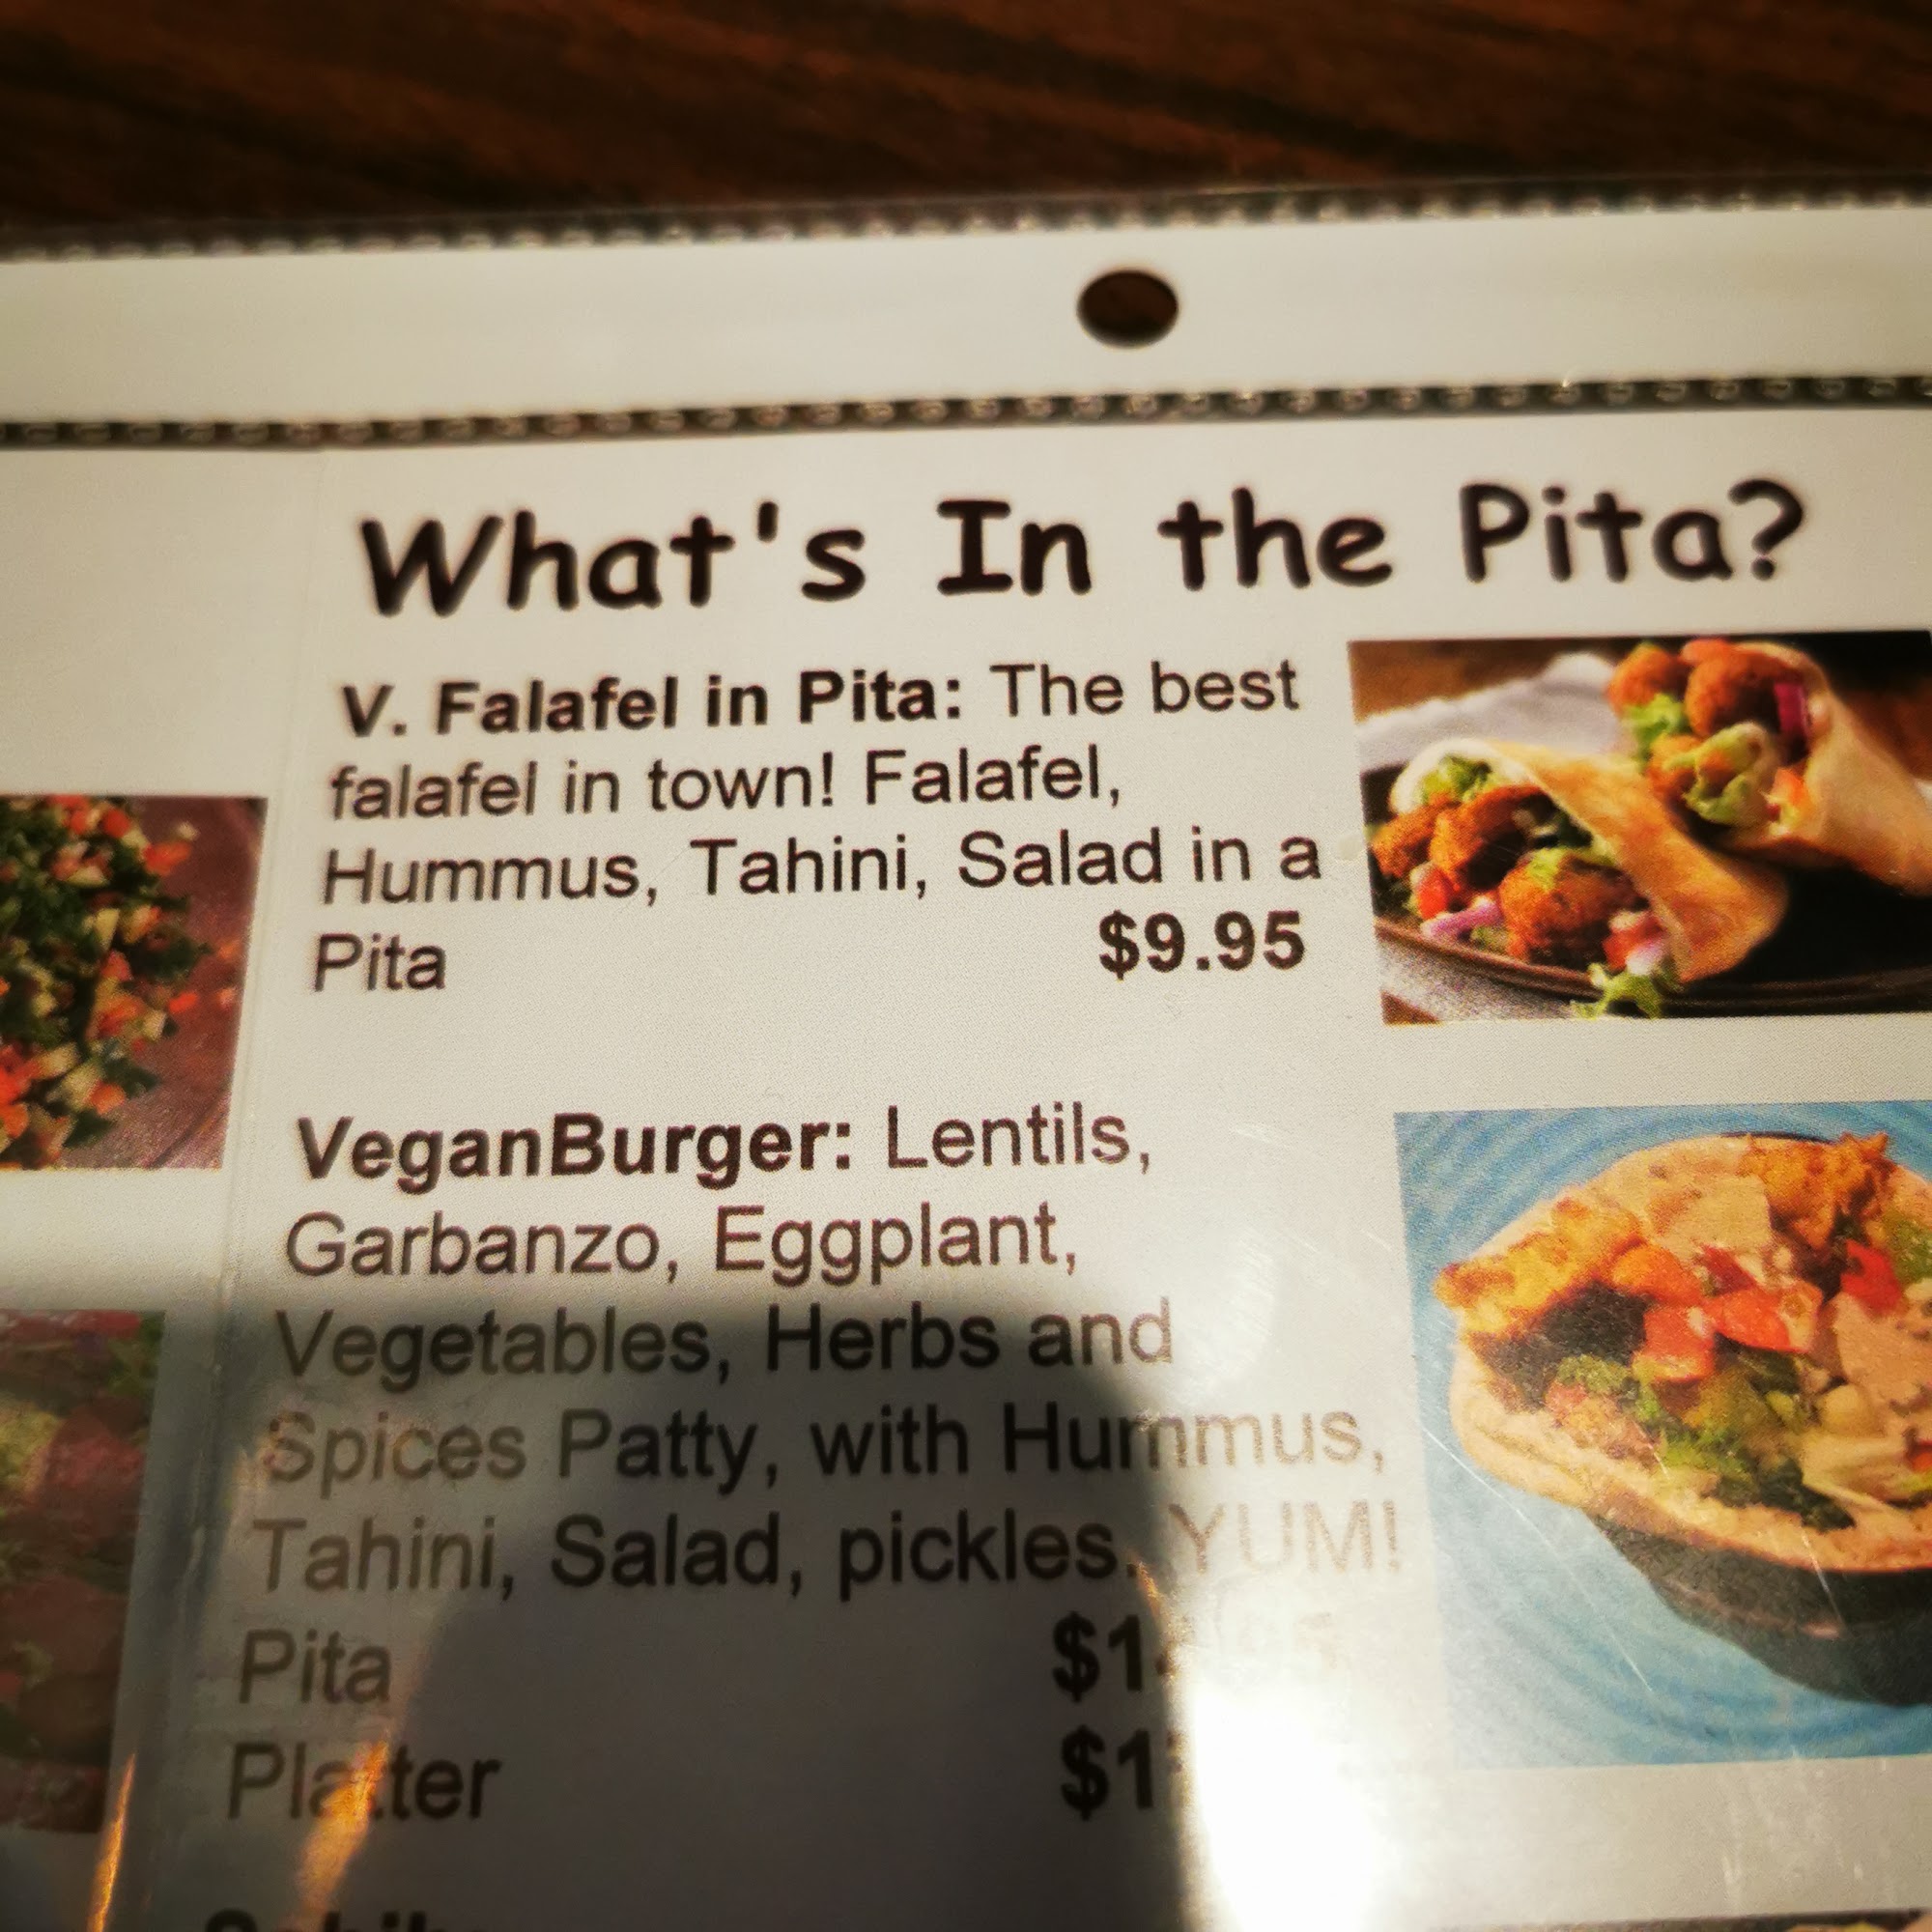 What's In the Pita?
V. Falafel in Pita: The best
falafel in town! Falafel,
Hummus, Tahini, Salad in a
Pita $9.95
VeganBurger: Lentils,
Garbanzo, Eggplant,
Vegetables, Herbs and
Spices Patty, with Hummus,
Tahini, Salad, pickles. YUM!
Pita
Platter